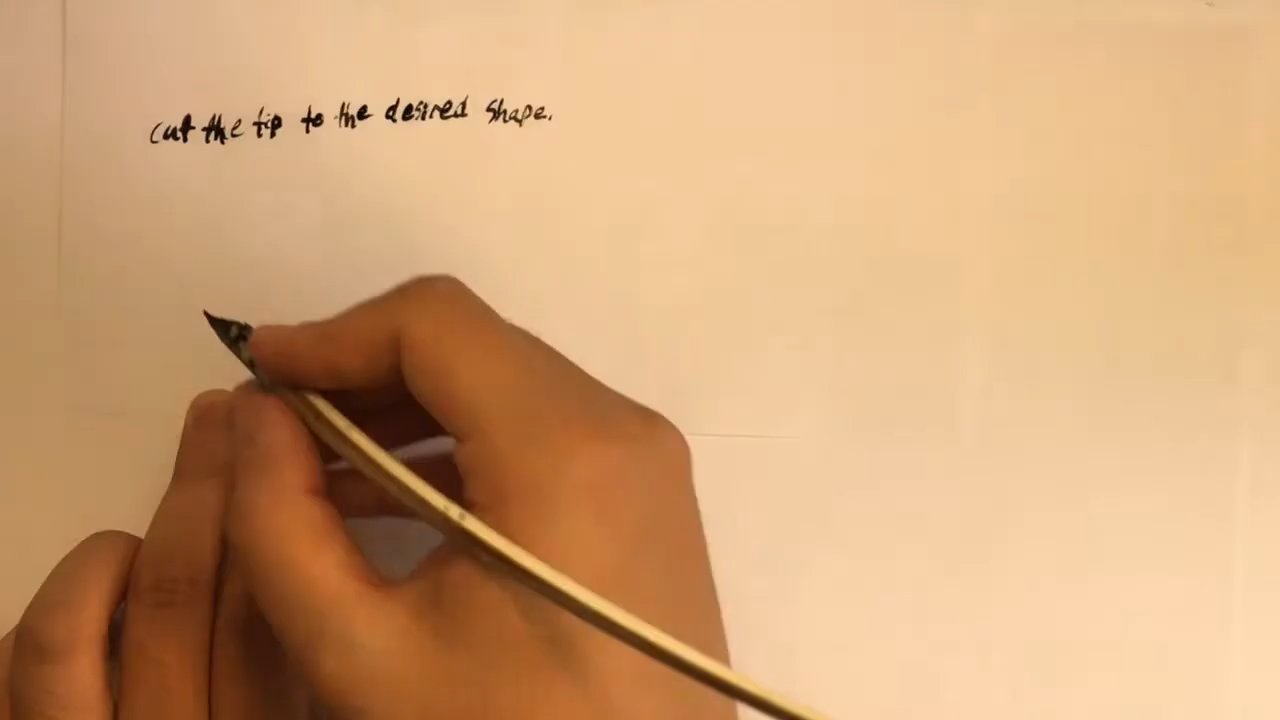 cut the tip to the desired shape.